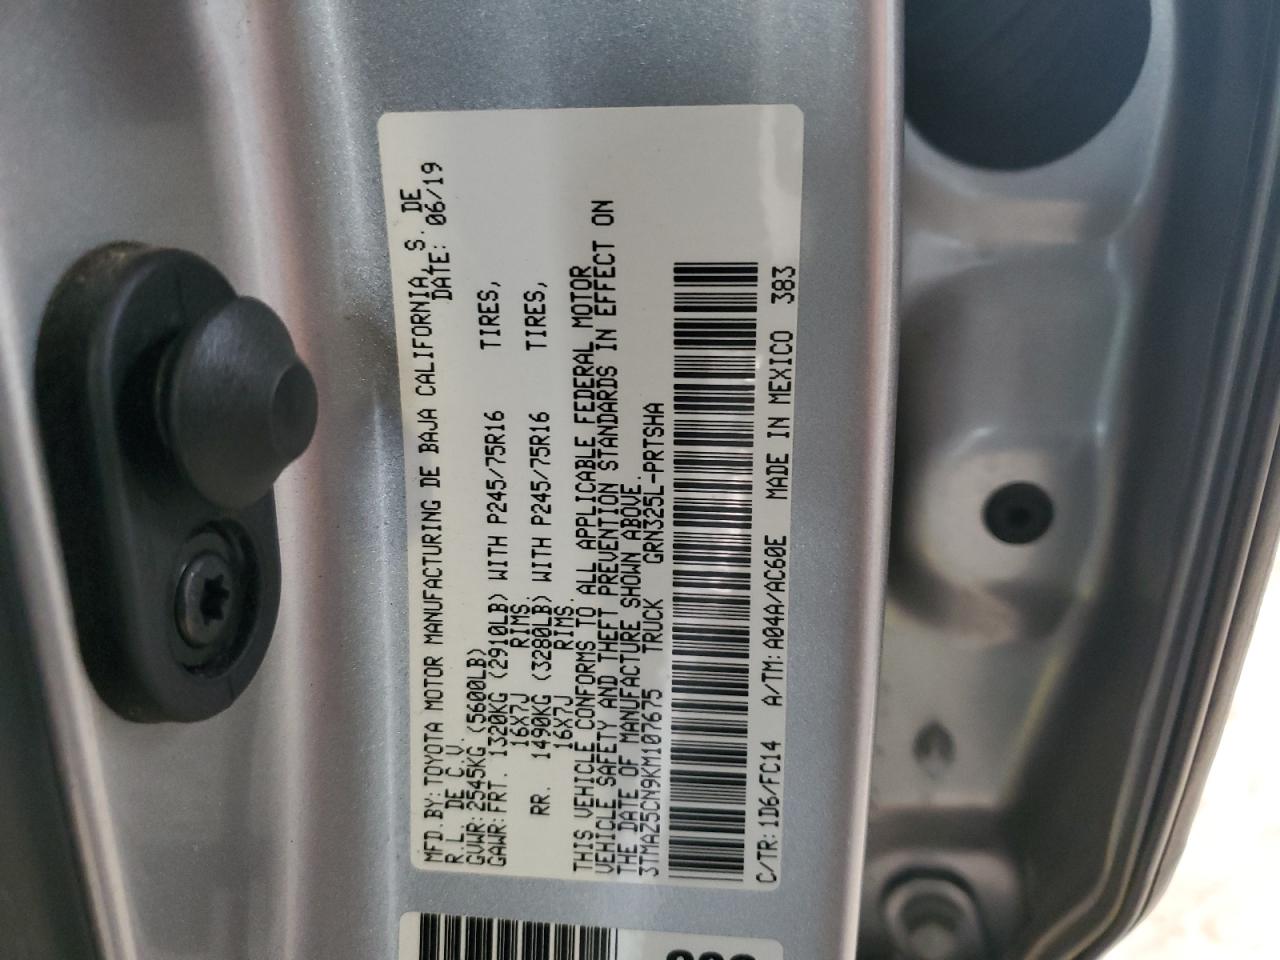 MFD.BY:TOYOTA MOTOR MANUFACTURING DE BAJA CALIFORNIA, S. DE
R.L. DE C.V. DATE: 06/19
GVWR:2545KG(5600LB)
GAWR:FRT. 1320KG (2910LB) WITH P245/75R16 TIRES,
16X7J RIMS.
RR. 1490KG (3280LB) WITH P245/75R16 TIRES,
16X7J RIMS.
THIS VEHICLE CONFORMS TO ALL APPLICABLE FEDERAL MOTOR
VEHICLE SAFETY AND THEFT PREVENTION STANDARDS IN EFFECT ON
THE DATE OF MANUFACTURE SHOWN ABOVE.
3TMAZ5CN9KM107675 TRUCK GRN325L-PRTSHA
C/TR:1D6/FC14 A/TM:A04A/AC60E MADE IN MEXICO 383